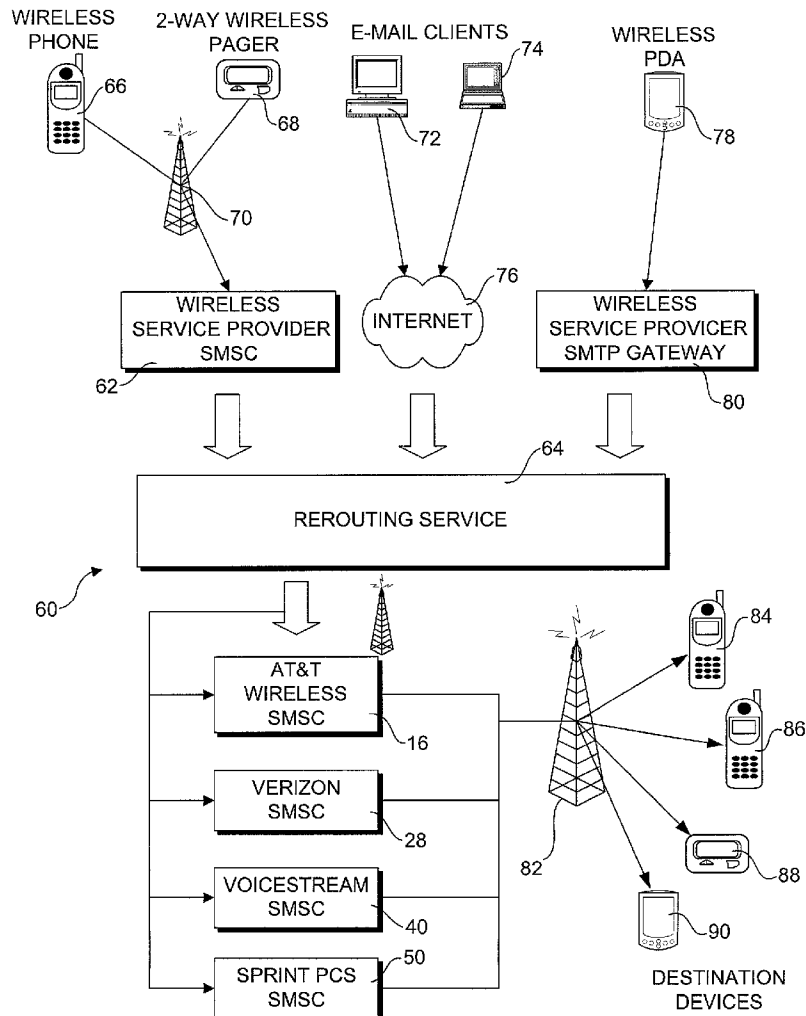 WIRELESS
PHONE
2-WAY WIRELESS
PAGER
E-MAIL CLIENTS
WIRELESS
PDA
66
68
72
74
78
70
76
WIRELESS
SERVICE PROVIDER
SMSC
INTERNET
WIRELESS
SERVICE PROVICER
SMTP GATEWAY
62
80
64
REROUTING SERVICE
60
AT&T
WIRELESS
SMSC
16
VERIZON
SMSC
28
VOICESTREAM
SMSC
40
50
SPRINT PCS
SMSC
82
84
86
88
90
DESTINATION
DEVICES